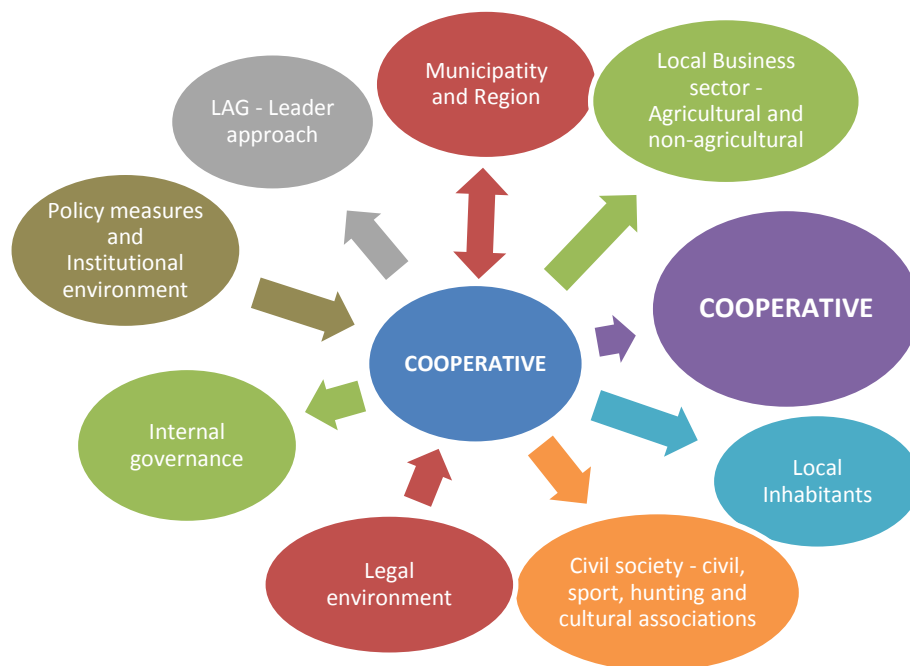 Municipatity
and Region
Local Business
sector -
Agricultural and
non-agricultural
LAG - Leader
approach
Policy measures
and
Institutional
environment
COOPERATIVE
COOPERATIVE
Internal
governance
Local
Inhabitants
Legal
environment
Civil society - civil,
sport, hunting and
cultural associations